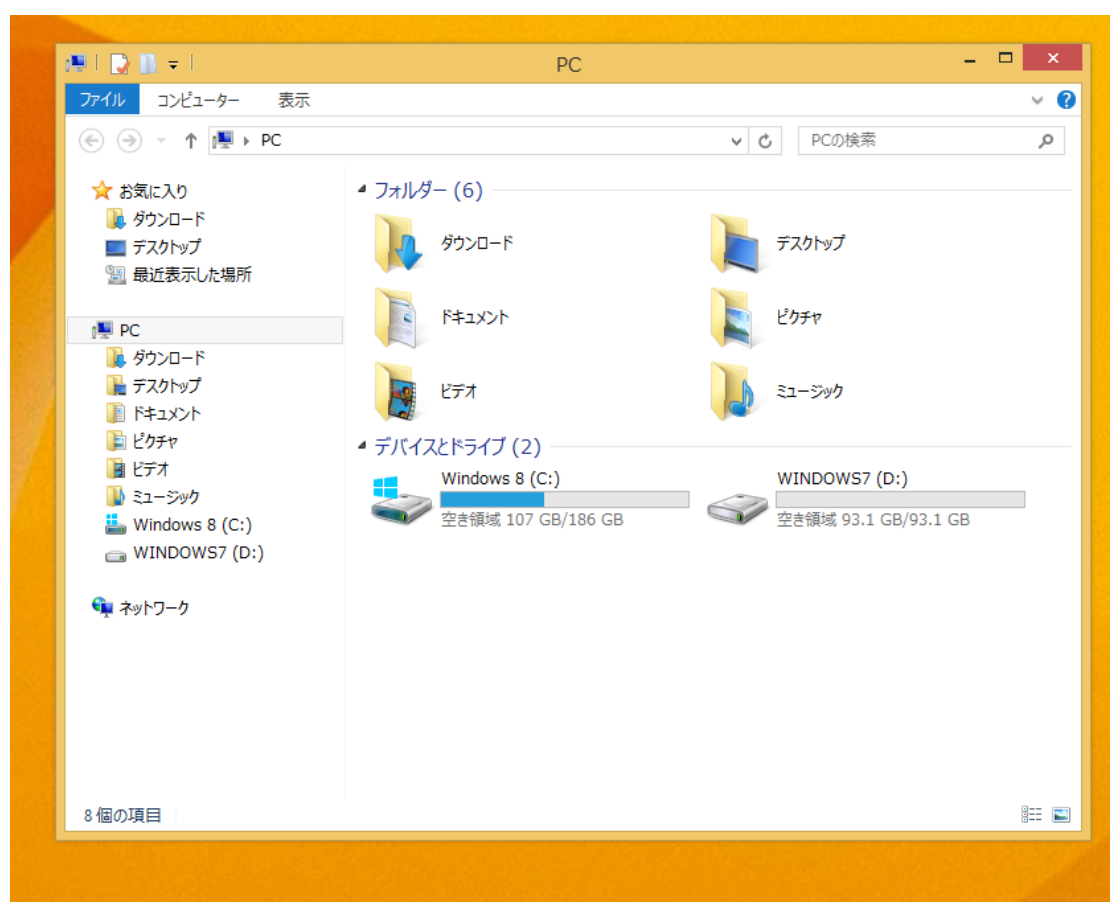 PC
ファイル コンピューター 表示
PC PCの検索
お気に入り
ダウンロード
デスクトップ
最近表示した場所
PC
ダウンロード
デスクトップ
ドキュメント
ピクチャ
ビデオ
ミュージック
Windows 8 (C:)
WINDOWS7 (D:)
ネットワーク
フォルダー (6)
ダウンロード デスクトップ
ドキュメント ピクチャ
ビデオ ミュージック
デバイスとドライブ (2)
Windows 8 (C:) WINDOWS7 (D:)
空き領域 107 GB/186 GB 空き領域 93.1 GB/93.1 GB
8 個の項目